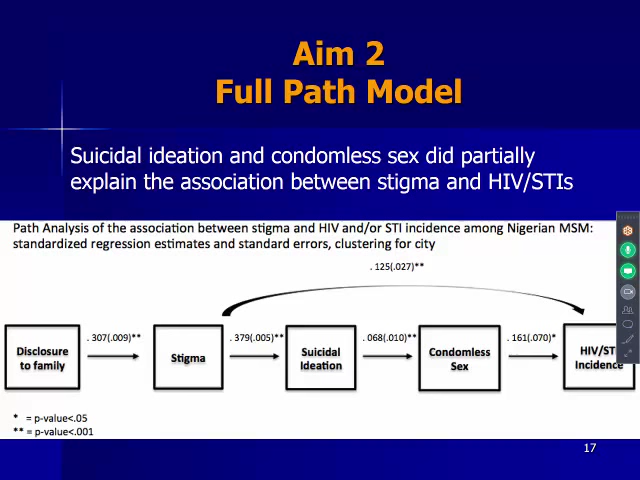 Aim 2
Full Path Model
Suicidal ideation and condomless sex did partially
explain the association between stigma and HIV/STIs
Path Analysis of the association between stigma and HIV and/or STI incidence among Nigerian MSM:
standardized regression estimates and standard errors, clustering for city
. 125(.027)**
. 307(.009)**
. 379(.005)**
.068(.010)**
.161(.070)*
Disclosure
to family
Stigma
Suicidal
Ideation
Condomless
Sex
HIV/ST
Incidence
* = p-value<.05
** = p-value<.001
17